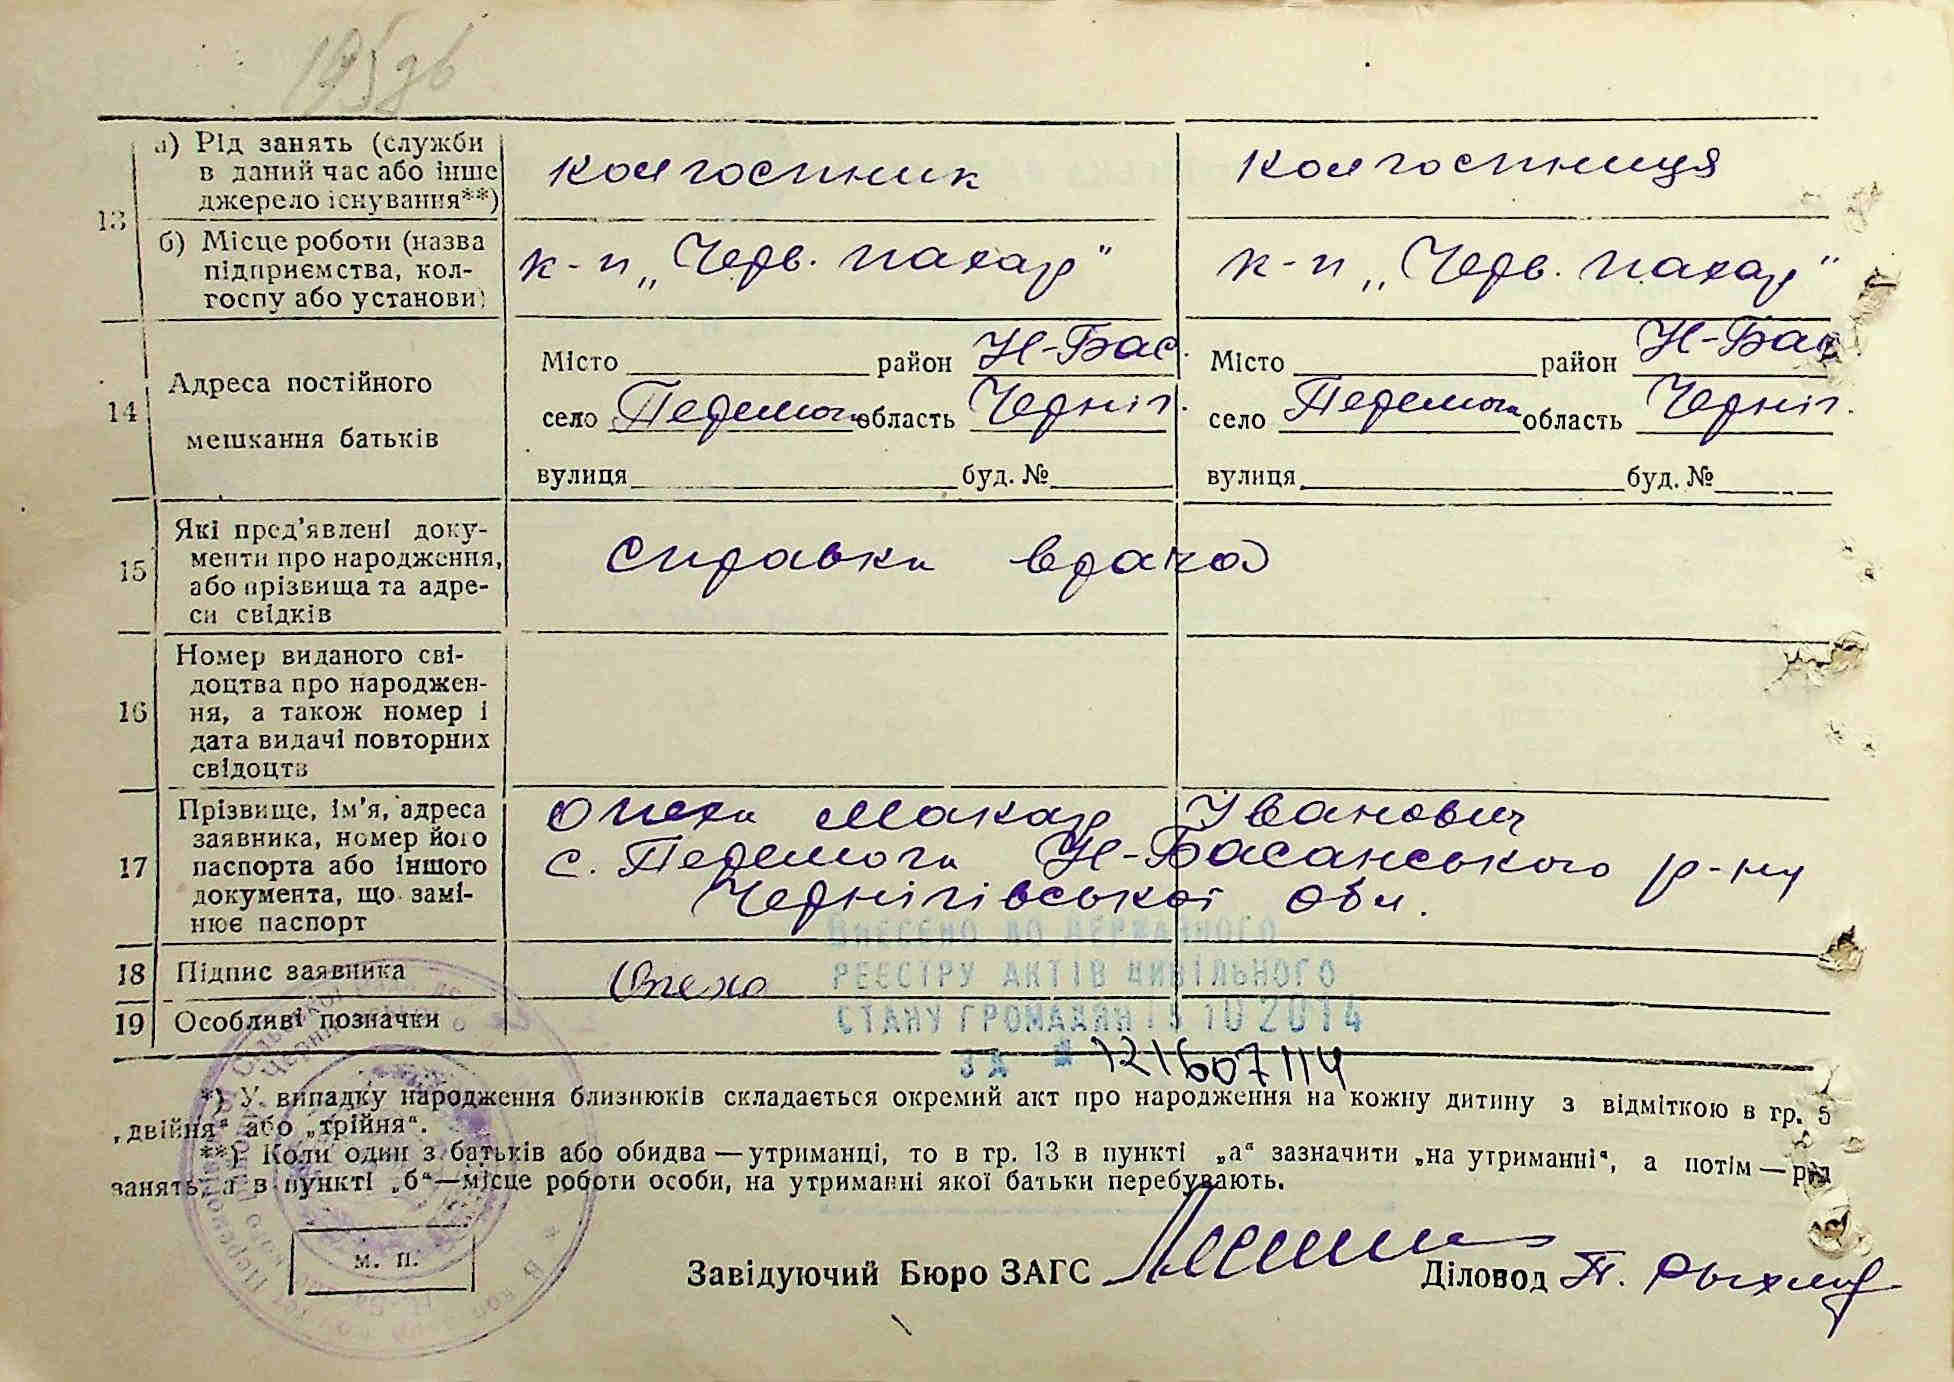 а) Рід занять (служби
в даний час або інше
джерело існування**)
колгоспник
колгоспниця
13
б) Місце роботи (назва
підприємства, кол-
госпу або установи)
к-п „Черв. пахар"
к-п „Черв. пахар"
14
Адреса постійного
мешкання батьків
Місто район Н-Бас.
село Перемога область Черніг.
вулиця буд. №
Місто район Н-Бас
село Перемога область Черніг.
вулиця буд. №
15
Які пред'явлені доку-
менти про народження,
або прізвища та адре-
си свідків
справка врача
16
Номер виданого сві-
доцтва про народжен-
ня, а також номер і
дата видачі повторних
свідоцтв
17
Прізвище, ім'я, адреса
заявника, номер його
паспорта або іншого
документа, що замі-
нює паспорт
Опеха Макар Іванович
с. Перемога Н-Басанського р-ну
Чернігівської обл.
ВНЕСЕНО ДО ДЕРЖАВНОГО
РЕЄСТРУ АКТІВ ЦИВІЛЬНОГО
СТАНУ ГРОМАДЯН 15 10 2014
ЗА №
18 Підпис заявника Опеха
19 Особливі позначки
*) У випадку народження близнюків складається окремий акт про народження на кожну дитину з відміткою в гр. 5
„двійня“ або „трійня“.
**) Коли один з батьків або обидва — утриманці, то в гр. 13 в пункті „а“ зазначити „на утриманні“, а потім — рід
занять, а в пункті „б“—місце роботи особи, на утриманні якої батьки перебувають.
м. п.
Завідуючий Бюро ЗАГС
Діловод П.